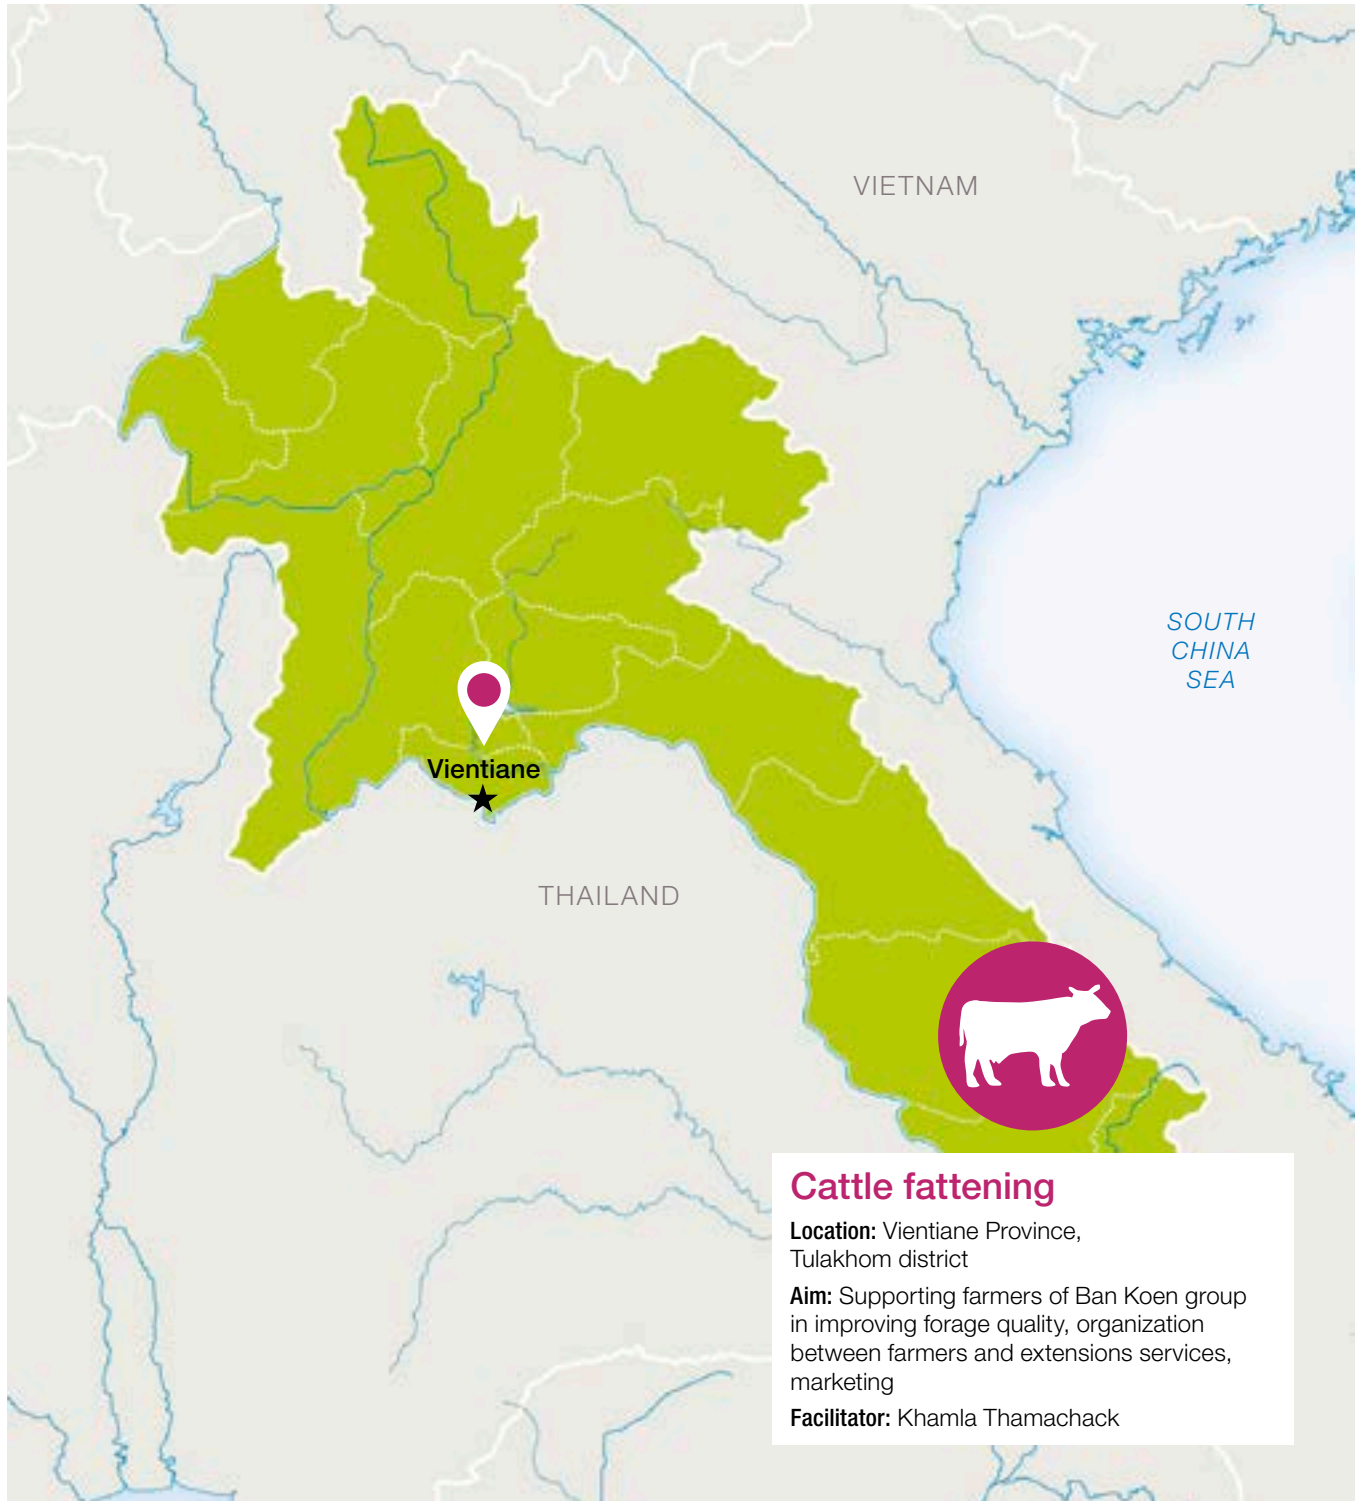 VIETNAM
SOUTH
CHINA
SEA
Vientiane
THAILAND
Cattle fattening
Location: Vientiane Province,
Tulakhom district
Aim: Supporting farmers of Ban Koen group
in improving forage quality, organization
between farmers and extensions services,
marketing
Facilitator: Khamla Thamachack